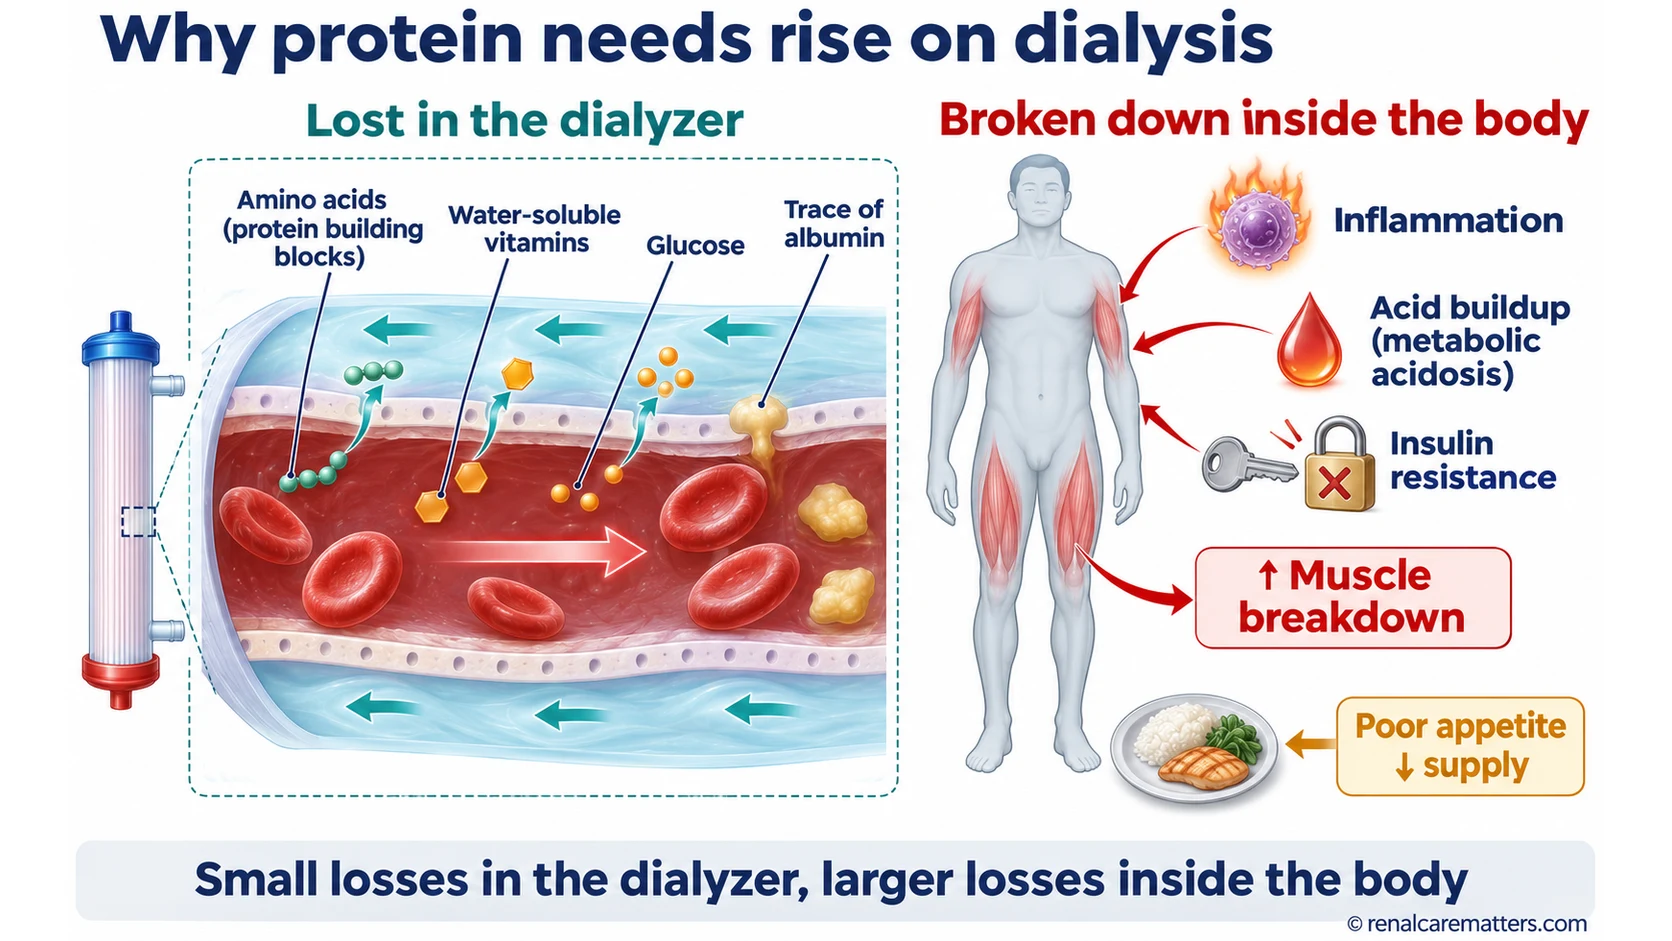 Why protein needs rise on dialysis
Lost in the dialyzer
Amino acids
(protein building
blocks)
Water-soluble
vitamins
Glucose
Trace of
albumin
Broken down inside the body
Inflammation
Acid buildup
(metabolic
acidosis)
Insulin
resistance
↑ Muscle
breakdown
Poor appetite
↓ supply
Small losses in the dialyzer, larger losses inside the body
© renalcarematters.com